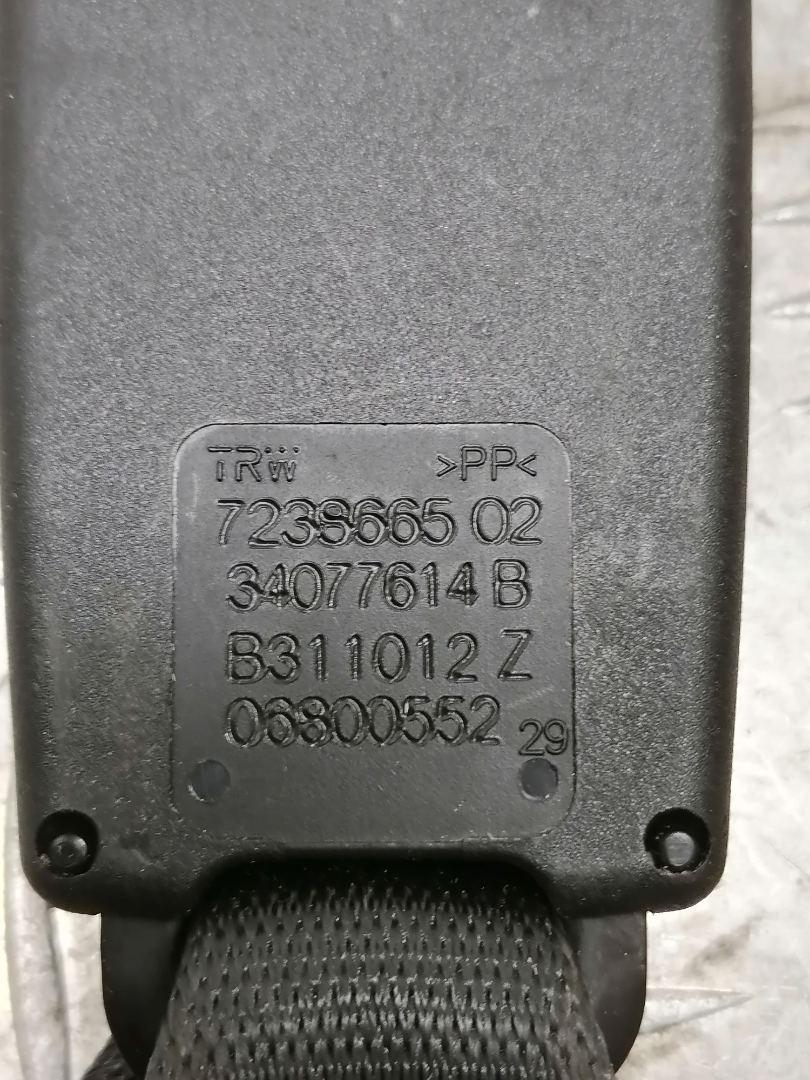 TRW >PP<
7238665 02
34077614 B
B311012 Z
06800552 29